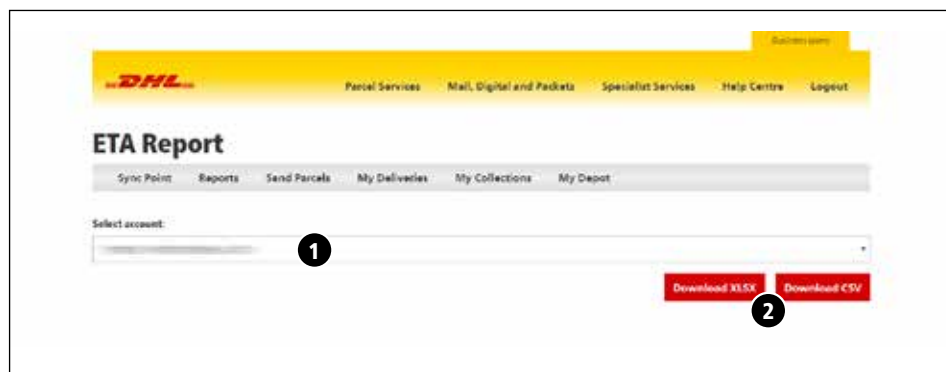 Business users
DHL
Parcel Services Mail, Digital and Packets Specialist Services Help Centre Logout
ETA Report
Sync Point Reports Send Parcels My Deliveries My Collections My Depot
Select account:
1
Download XLSX Download CSV
2